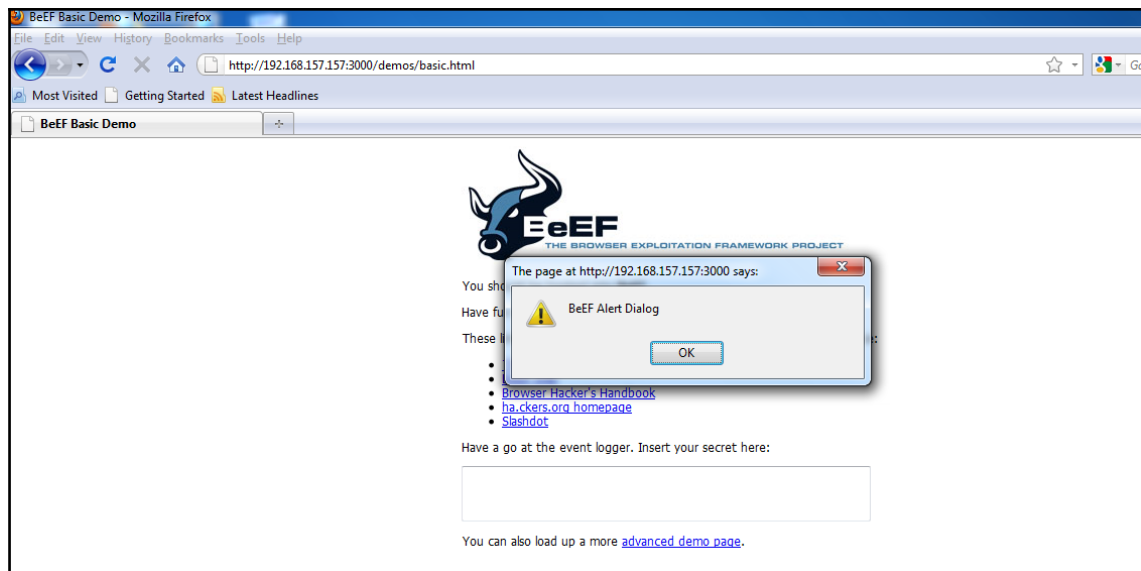 BeEF Basic Demo - Mozilla Firefox
File Edit View History Bookmarks Tools Help
http://192.168.157.157:3000/demos/basic.html
Most Visited Getting Started Latest Headlines
BeEF Basic Demo
BeEF
THE BROWSER EXPLOITATION FRAMEWORK PROJECT
The page at http://192.168.157.157:3000 says:
You
Have
BeEF Alert Dialog
These
OK
Browser Hacker's Handbook
ha.ckers.org homepage
Slashdot
Have a go at the event logger. Insert your secret here:
You can also load up a more advanced demo page.